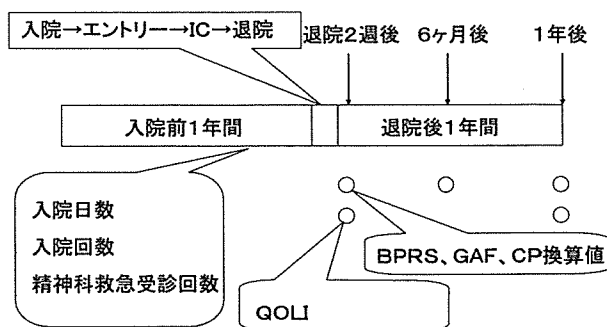 入院→エントリー→IC→退院
退院2週後 6ヶ月後 1年後
入院前1年間 退院後1年間
入院日数
入院回数
精神科救急受診回数
BPRS、GAF、CP換算値
QOLI